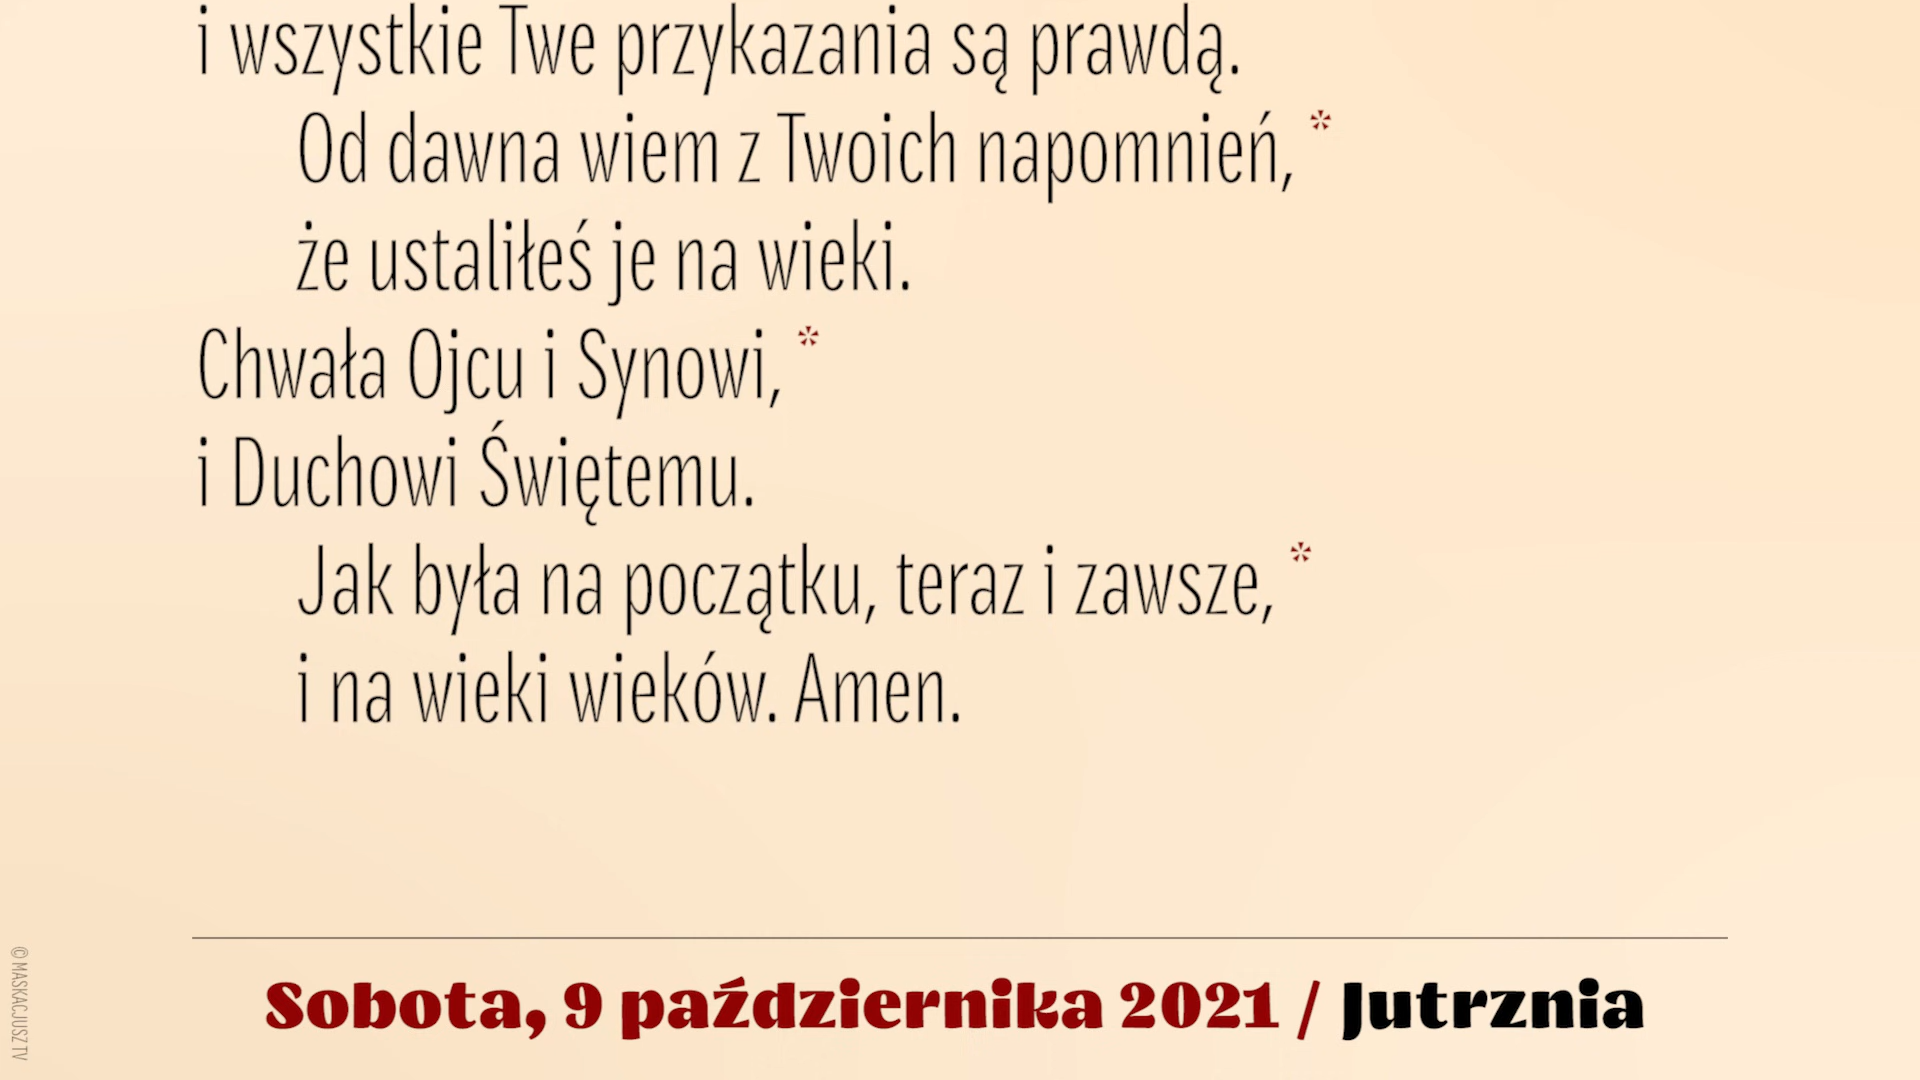 i wszystkie Twe przykazania są prawdą.
Od dawna wiem z Twoich napomnień, *
że ustaliłeś je na wieki.
Chwała Ojcu i Synowi, *
i Duchowi Świętemu.
Jak była na początku, teraz i zawsze, *
i na wieki wieków. Amen.
Sobota, 9 października 2021 / Jutrznia
© MASKACJUSZ TV